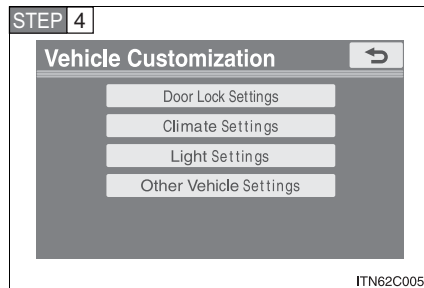 STEP 4
Vehicle Customization
Door Lock Settings
Climate Settings
Light Settings
Other Vehicle Settings
ITN62C005